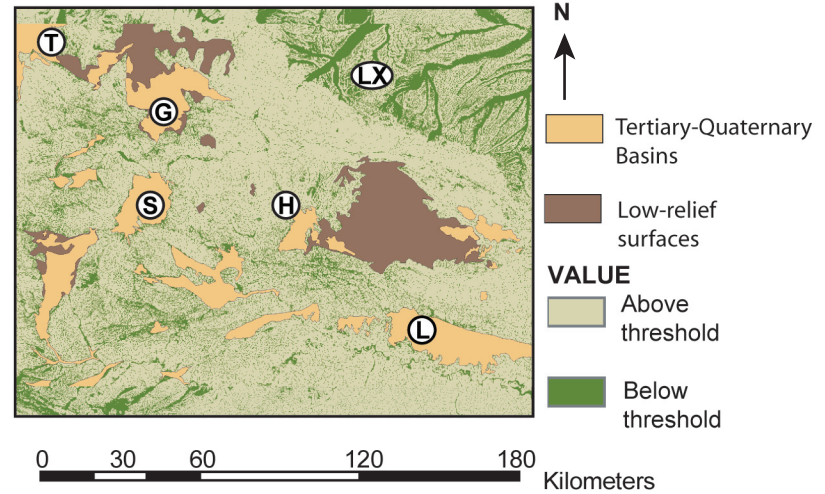 T
LX
G
S
H
L
N
Tertiary-Quaternary
Basins
Low-relief
surfaces
VALUE
Above
threshold
Below
threshold
0 30 60 120 180
Kilometers